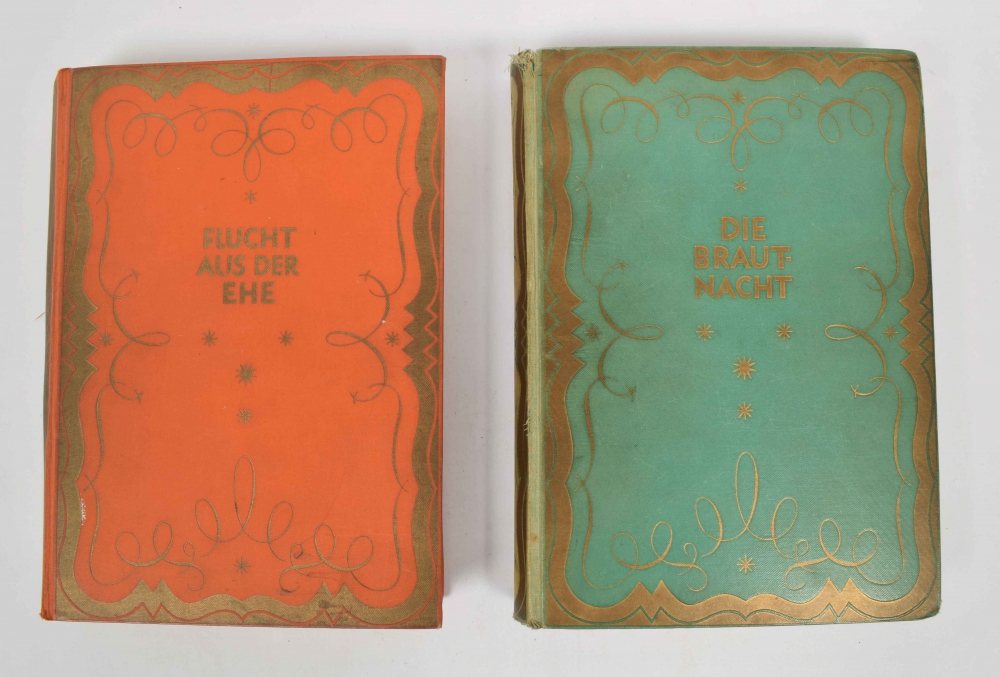 FLUCHT
AUS DER
EHE
DIE
BRAUT-
NACHT